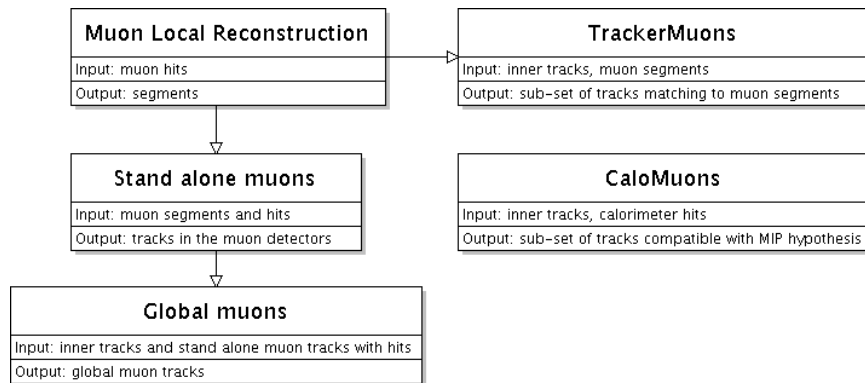 Muon Local Reconstruction
Input: muon hits
Output: segments
TrackerMuons
Input: inner tracks, muon segments
Output: sub-set of tracks matching to muon segments
Stand alone muons
Input: muon segments and hits
Output: tracks in the muon detectors
CaloMuons
Input: inner tracks, calorimeter hits
Output: sub-set of tracks compatible with MIP hypothesis
Global muons
Input: inner tracks and stand alone muon tracks with hits
Output: global muon tracks